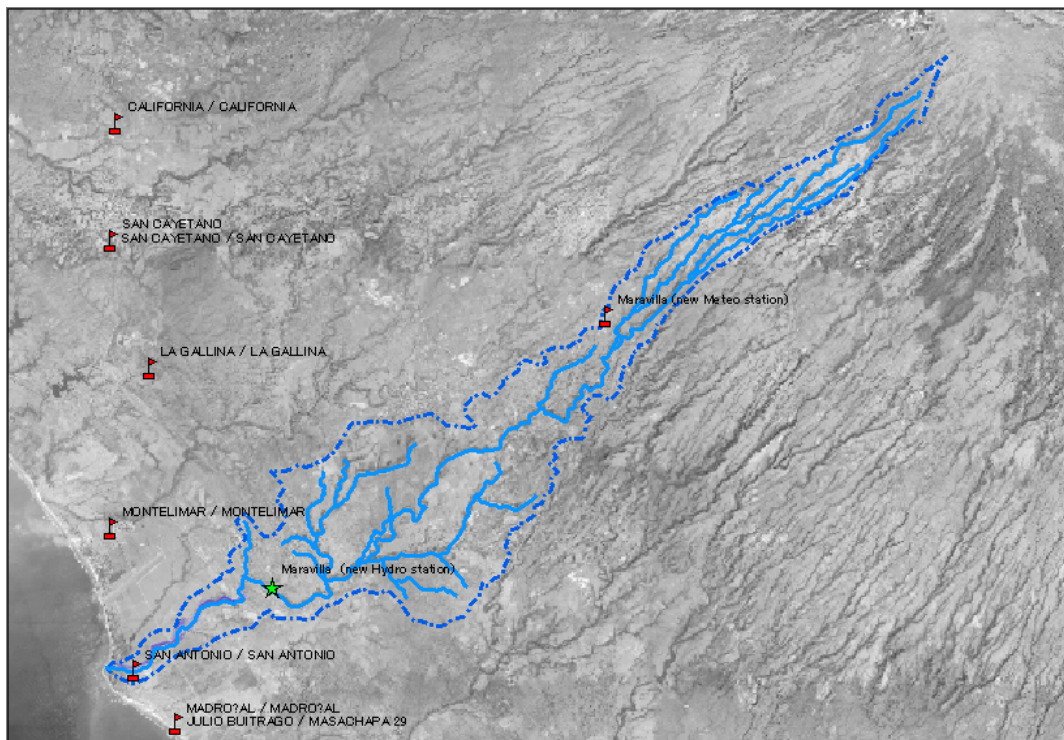 CALIFORNIA / CALIFORNIA
SAN CAYETANO
SAN CAYETANO / SAN CAYETANO
Maravilla (new Meteo station)
LA GALLINA / LA GALLINA
MONTELIMAR / MONTELIMAR
Maravilla (new Hydro station)
SAN ANTONIO / SAN ANTONIO
MADRO?AL / MADRO?AL
JULIO BUITRAGO / MASACHAPA 29